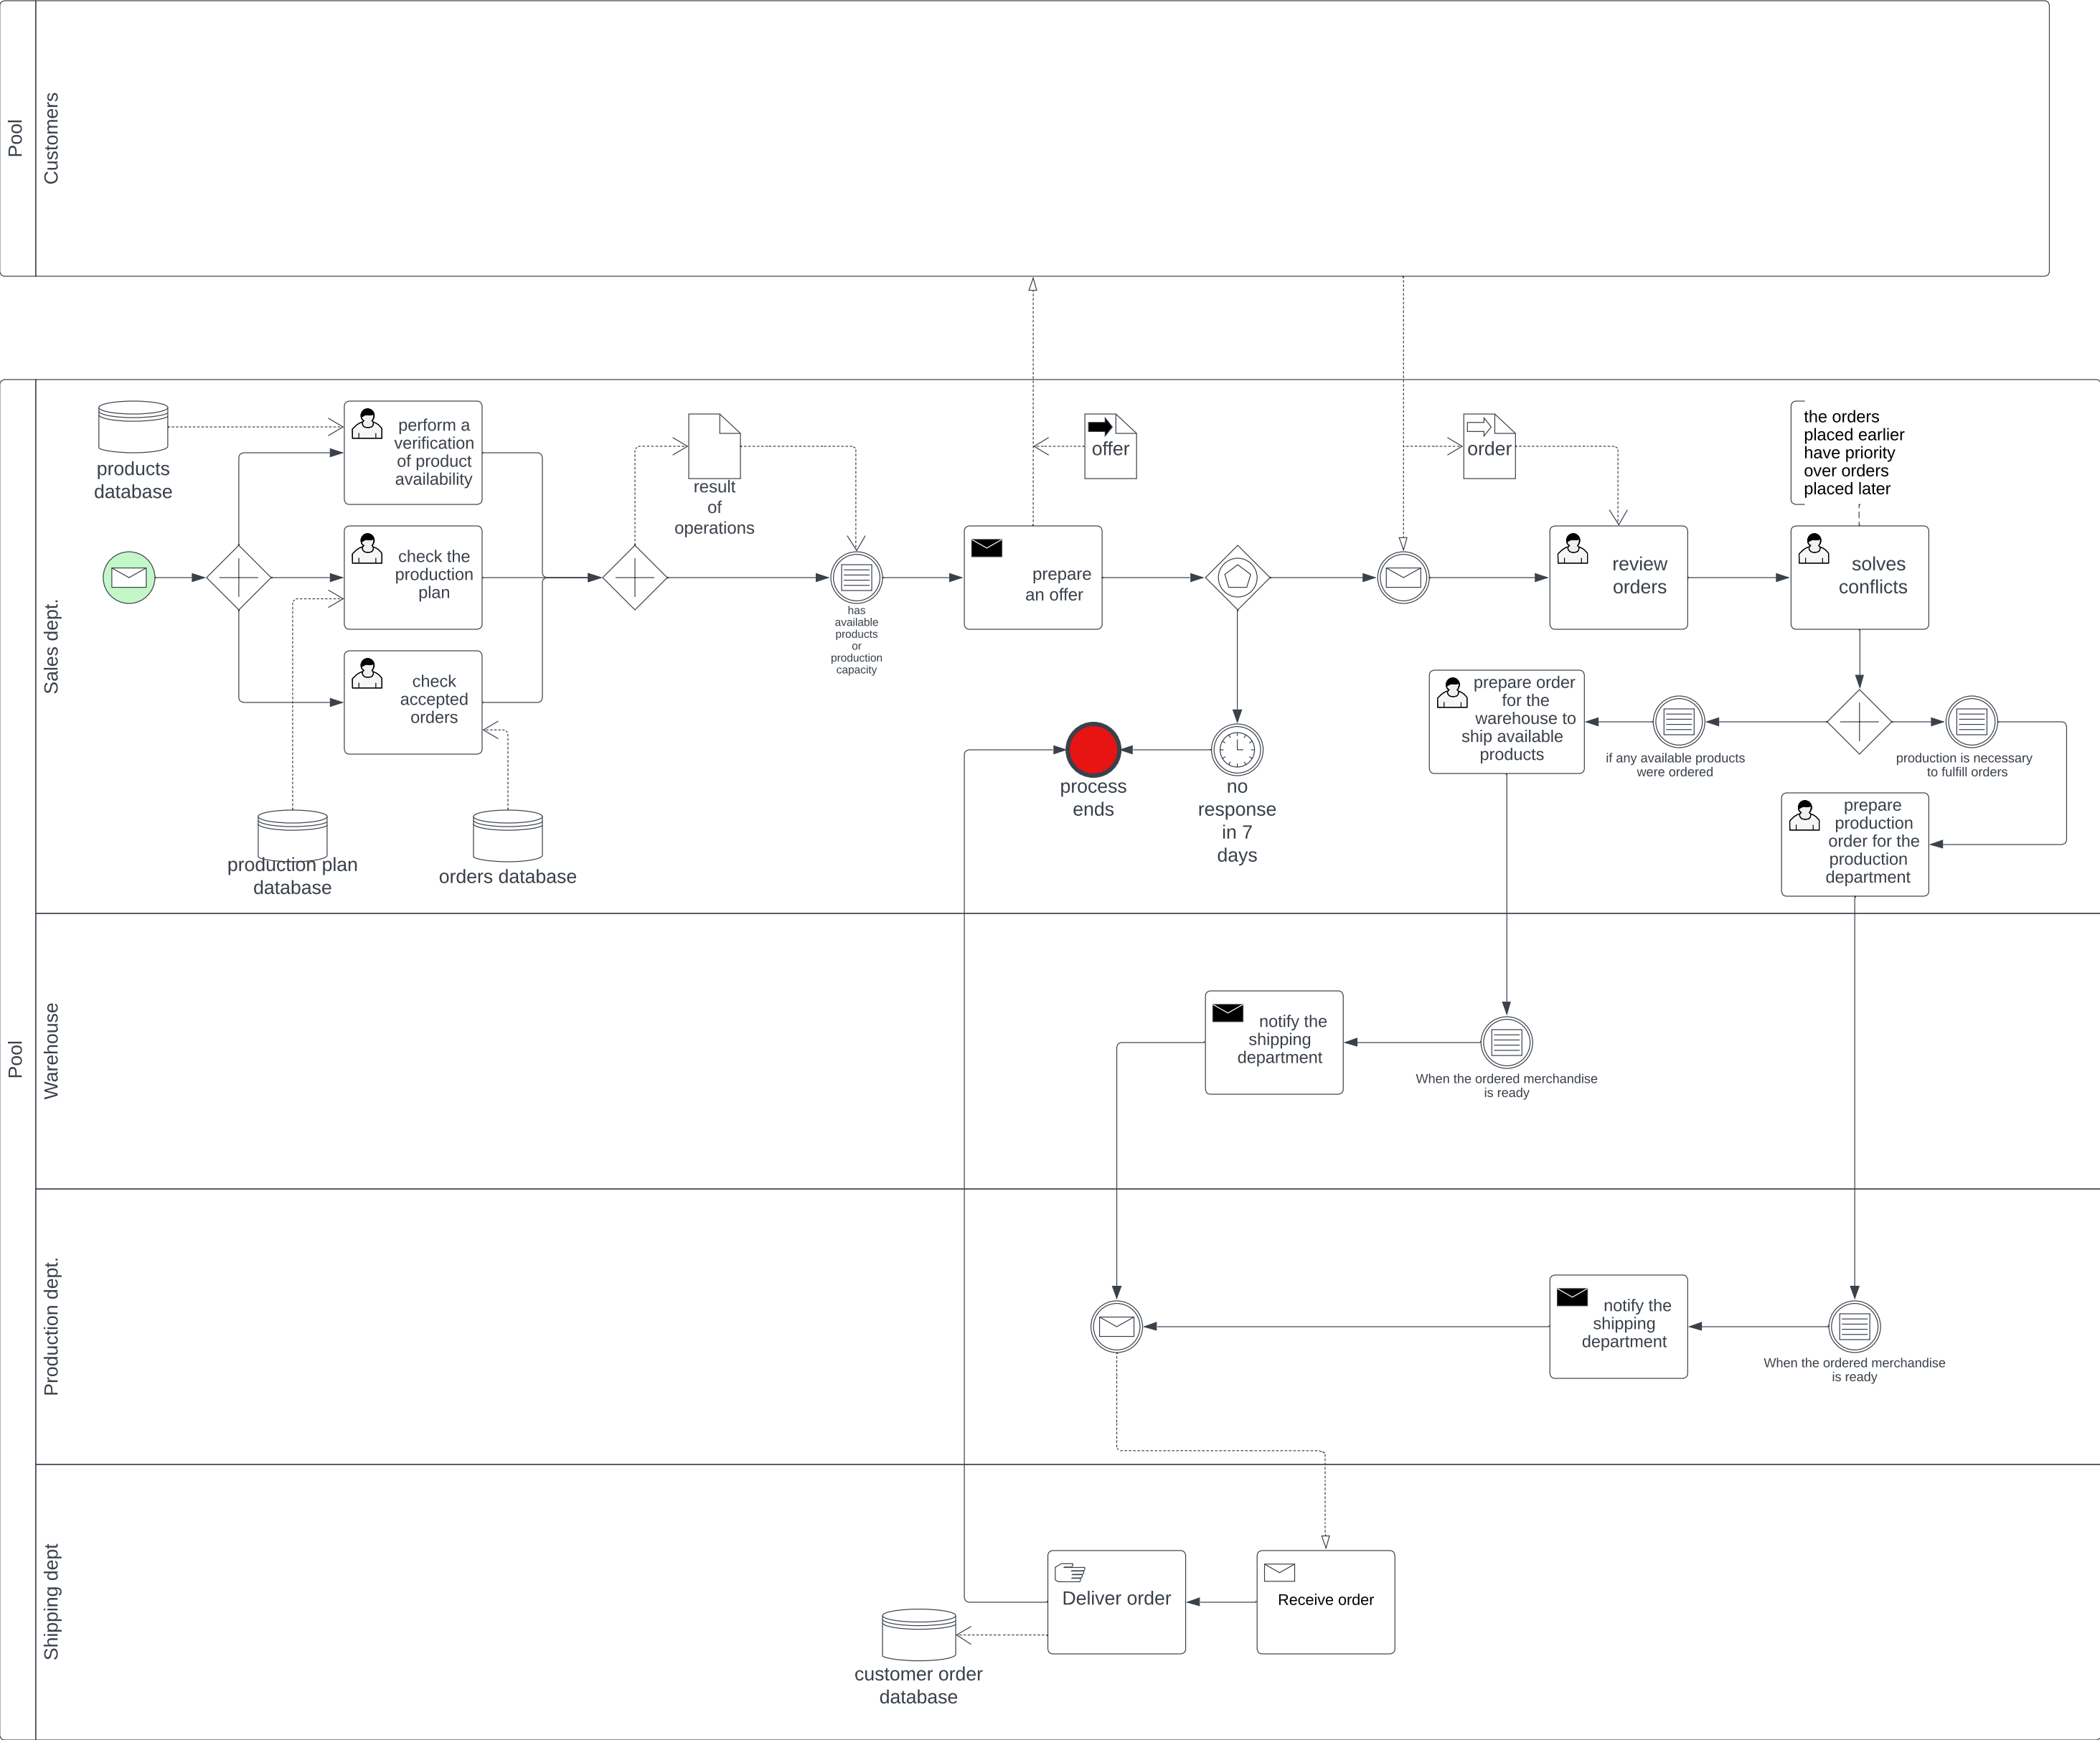 Pool
Customers
Pool
Sales dept.
products
database
perform a
verification
of product
availability
check the
production
plan
check
accepted
orders
production plan
database
orders database
result
of
operations
has
available
products
or
production
capacity
prepare
an offer
offer
process
ends
no
response
in 7
days
order
review
orders
the orders
placed earlier
have priority
over orders
placed later
solves
conflicts
prepare order
for the
warehouse to
ship available
products
if any available products
were ordered
production is necessary
to fulfill orders
prepare
production
order for the
production
department
Warehouse
notify the
shipping
department
When the ordered merchandise
is ready
Production dept.
notify the
shipping
department
When the ordered merchandise
is ready
Shipping dept
Deliver order
Receive order
customer order
database